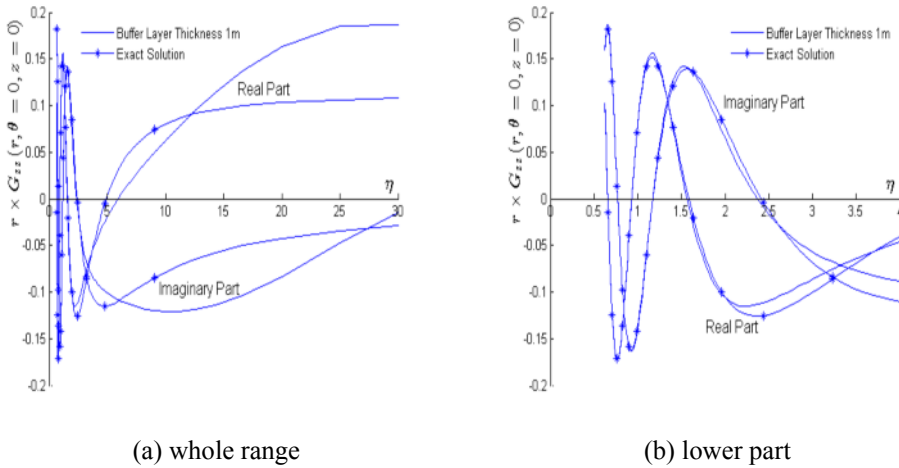 0.2
0.15
0.1
0.05
0
-0.05
-0.1
-0.15
-0.2
r × G_zz (r, θ = 0, z = 0)
Buffer Layer Thickness 1m
Exact Solution
Real Part
Imaginary Part
η
0 5 10 15 20 25 30
(a) whole range
0.2
0.15
0.1
0.05
0
-0.05
-0.1
-0.15
-0.2
r × G_zz (r, θ = 0, z = 0)
Buffer Layer Thickness 1m
Exact Solution
Imaginary Part
η
0 0.5 1 1.5 2 2.5 3 3.5 4
Real Part
(b) lower part